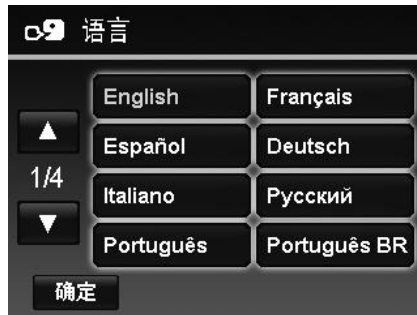 语言
English Français
Español Deutsch
1/4
Italiano Русский
Português Português BR
确定